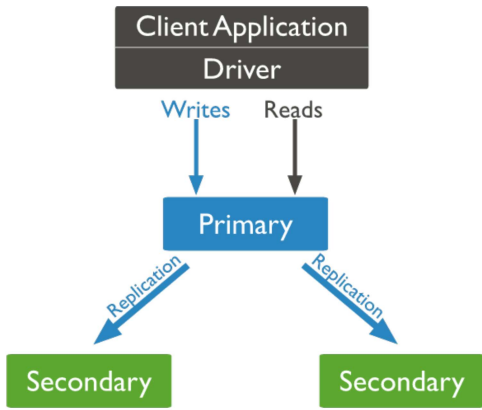 Client Application
Driver
Writes Reads
Primary
Replication Replication
Secondary Secondary